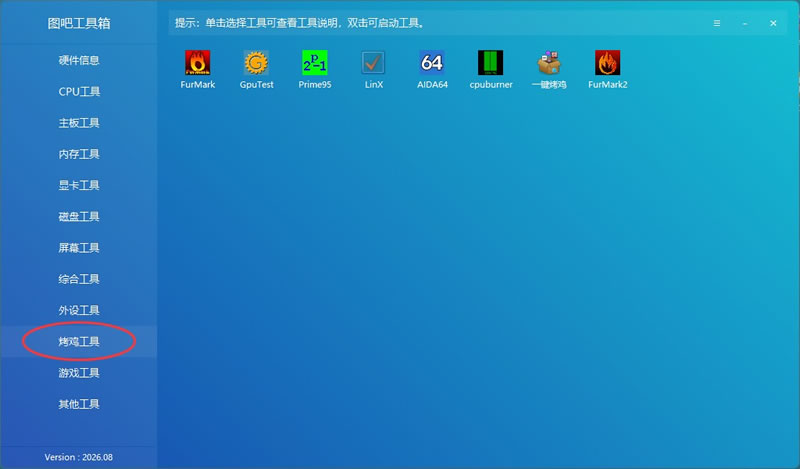 图吧工具箱
提示：单击选择工具可查看工具说明，双击可启动工具。
硬件信息
CPU工具
主板工具
内存工具
显卡工具
磁盘工具
屏幕工具
综合工具
外设工具
烤鸡工具
游戏工具
其他工具
Version : 2026.08
FurMark
FurMark
GpuTest
2P-1
Prime95
LinX
64
AIDA64
cpuburner
一键烤鸡
FurMark2